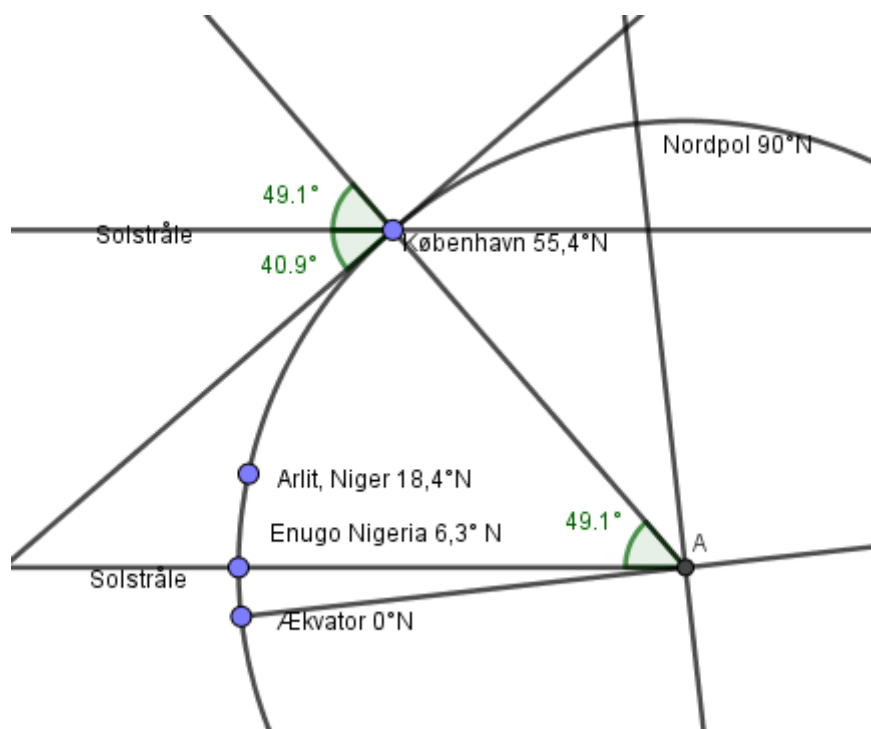 Nordpol 90°N
49.1°
Solstråle
København 55,4°N
40.9°
Arlit, Niger 18,4°N
Enugo Nigeria 6,3° N
49.1°
A
Solstråle
Ækvator 0°N